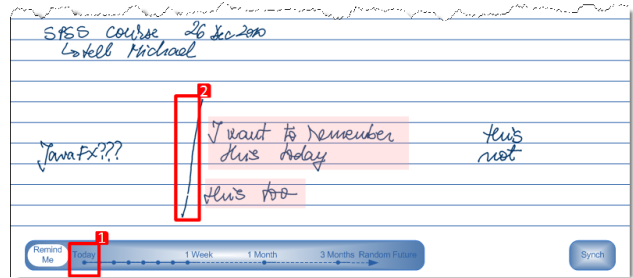 SPSS course 26 Dec 2010
↳ tell Michael
2
I want to remember this
JavaFX??? this today not
this too
1
Remind Me Today 1 Week 1 Month 3 Months Random Future Synch